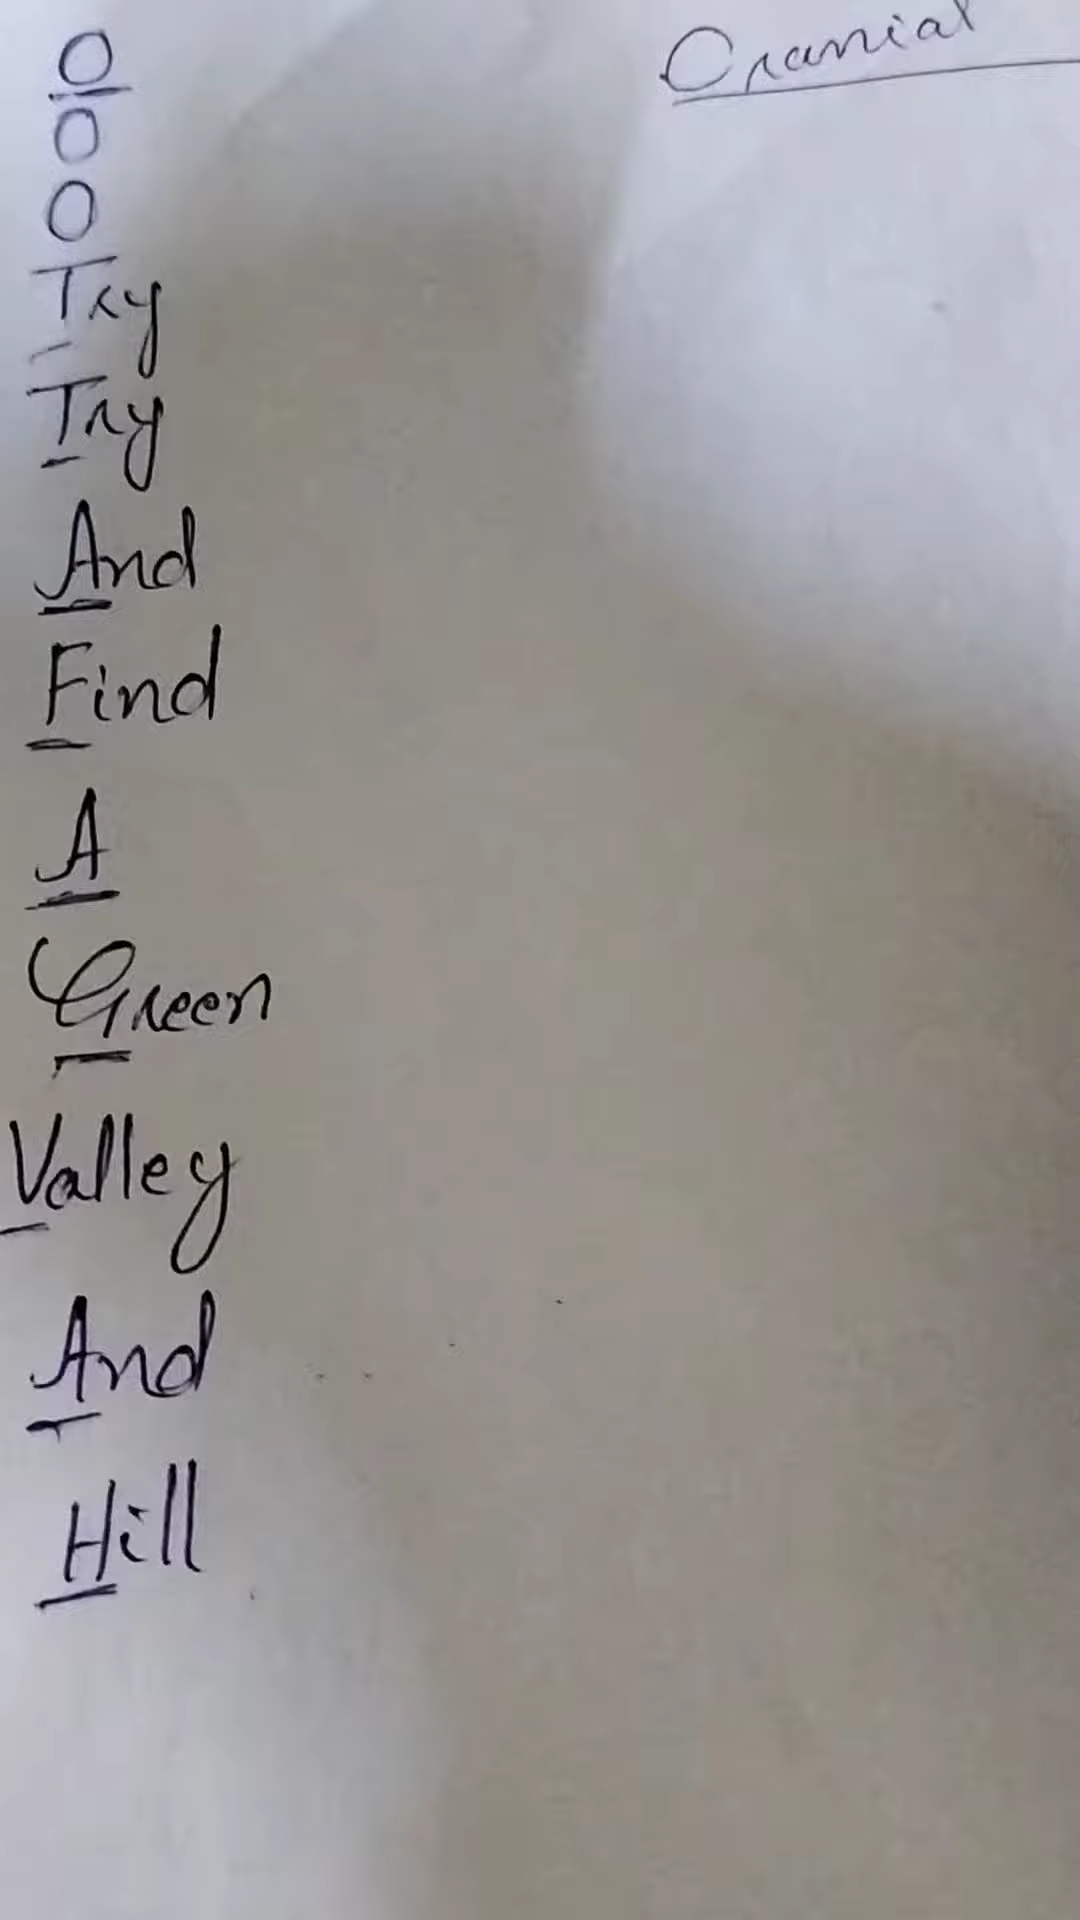 Cranial
O
O
O
Try
Try
And
Find
A
Green
Valley
And
Hill